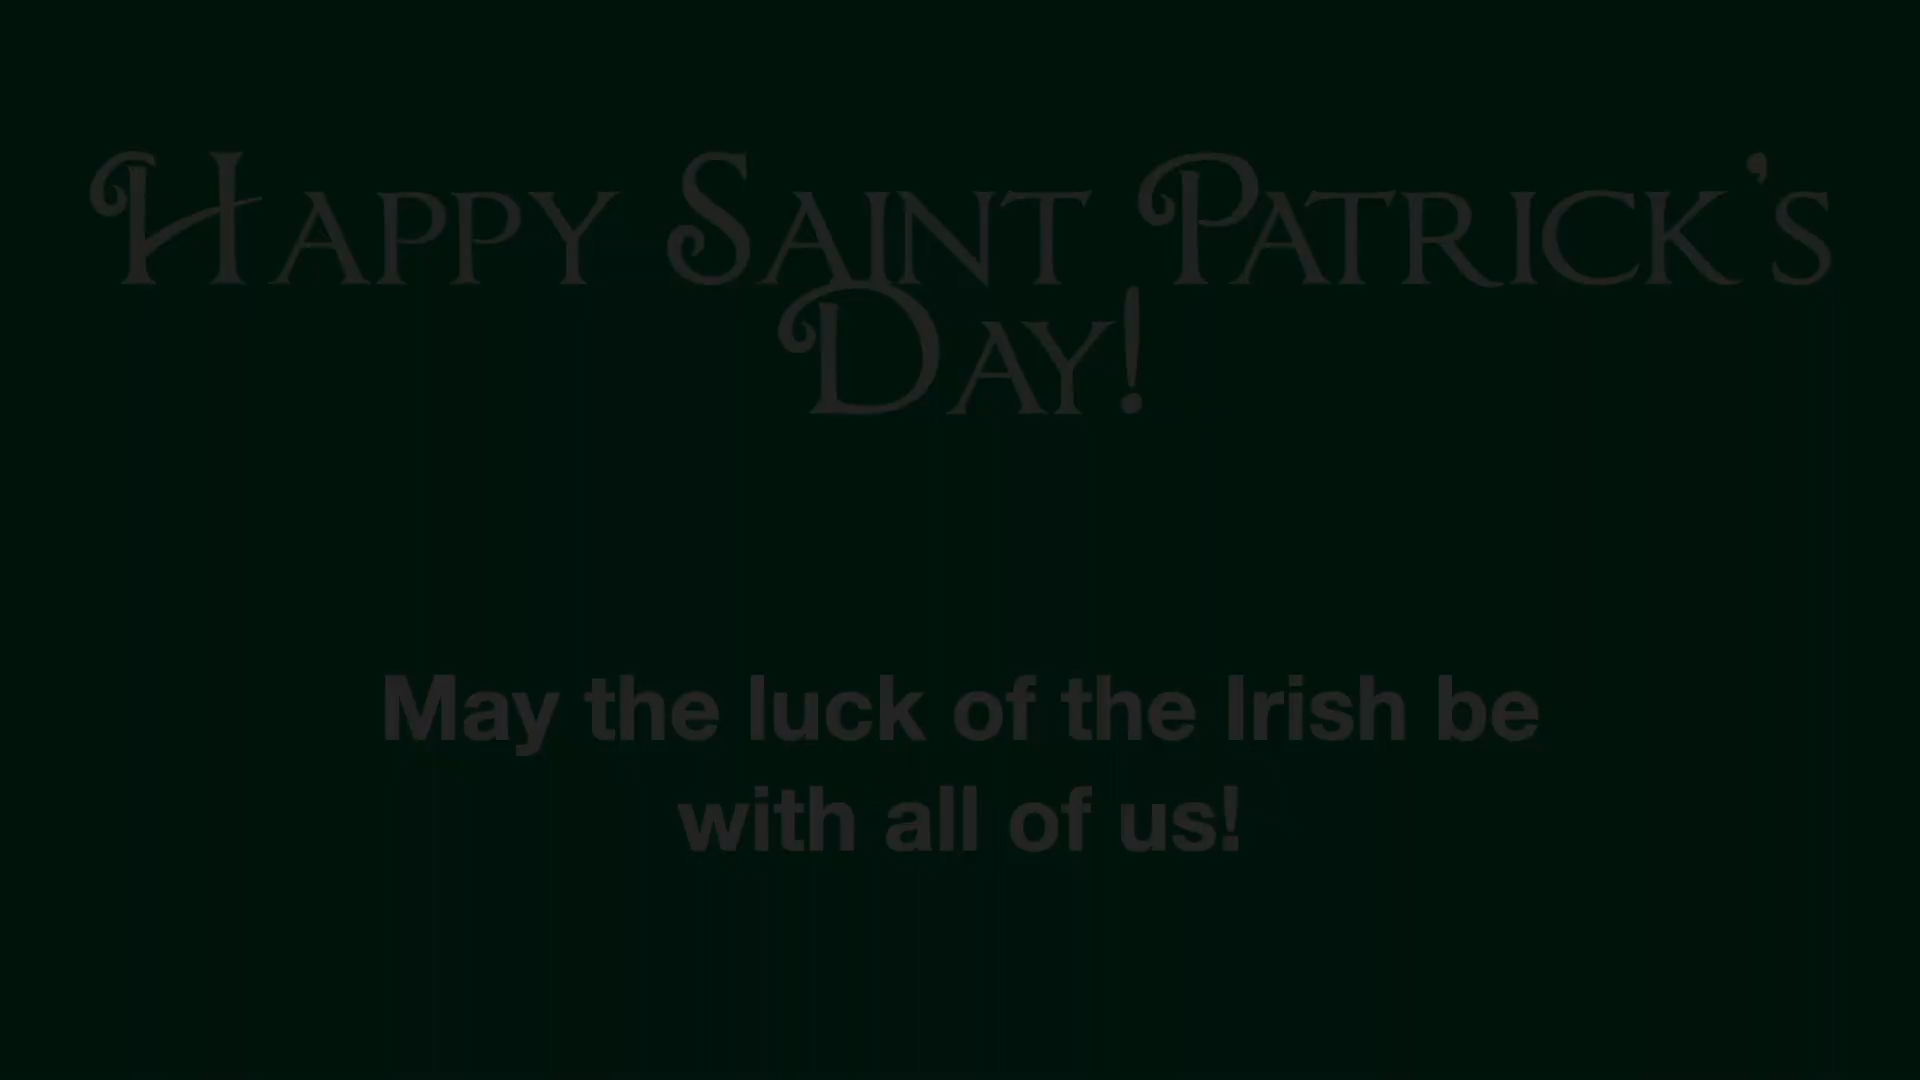 Happy Saint Patrick's
Day!
May the luck of the Irish be
with all of us!